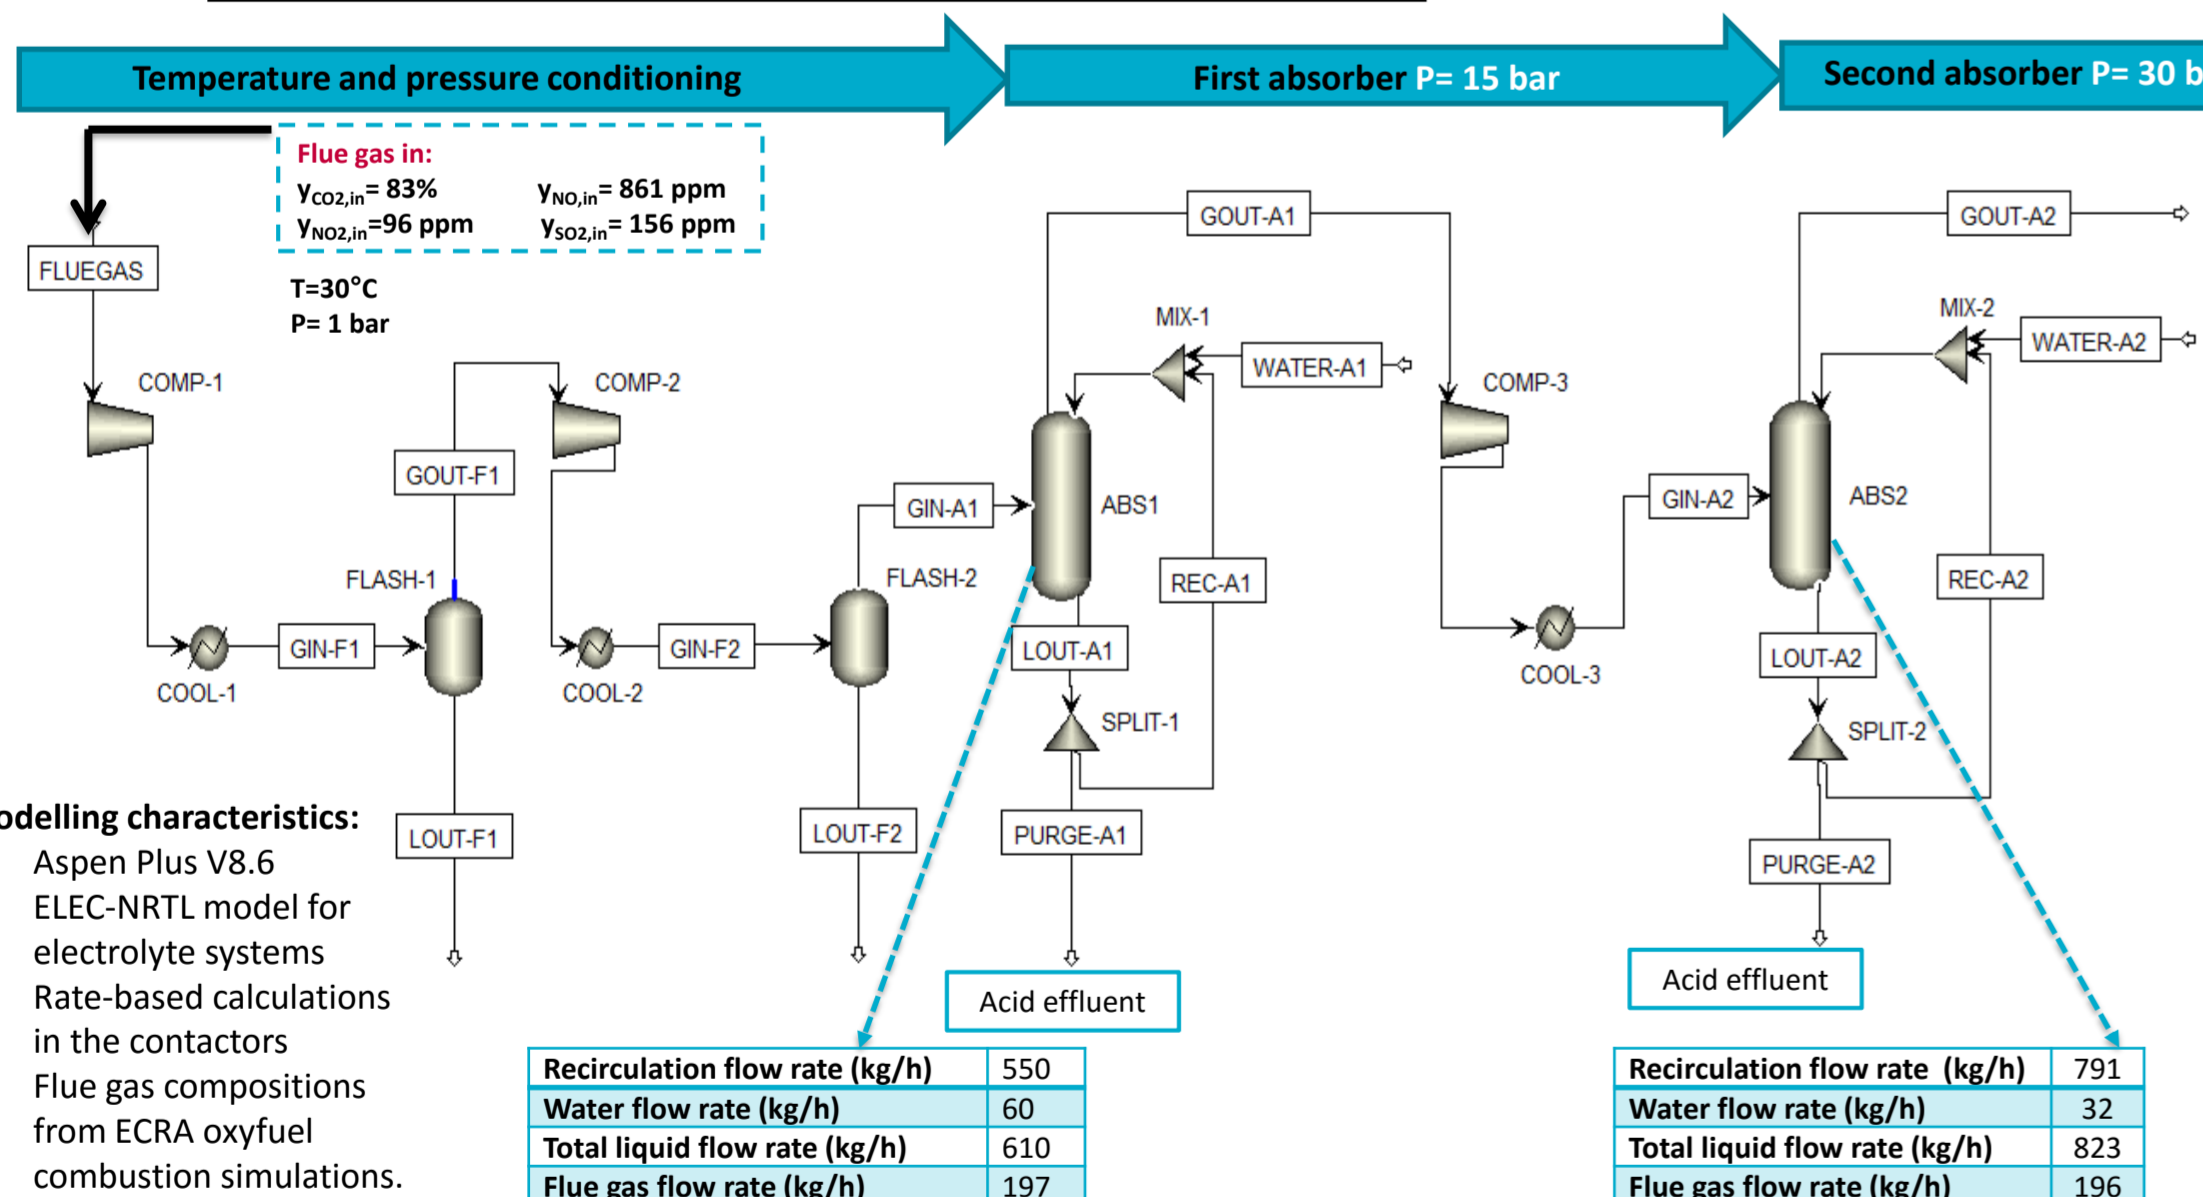 Temperature and pressure conditioning
First absorber P= 15 bar
Second absorber P= 30 b
Flue gas in:
yCO2,in= 83% yNO,in= 861 ppm
yNO2,in=96 ppm ySO2,in= 156 ppm
T=30°C
P= 1 bar
FLUEGAS
COMP-1
GOUT-F1
COMP-2
FLASH-1
GIN-F1
COOL-1
LOUT-F1
GIN-F2
COOL-2
FLASH-2
LOUT-F2
GIN-A1
GOUT-A1
MIX-1
WATER-A1
ABS1
REC-A1
LOUT-A1
SPLIT-1
PURGE-A1
Acid effluent
COMP-3
COOL-3
GIN-A2
GOUT-A2
MIX-2
WATER-A2
ABS2
REC-A2
LOUT-A2
SPLIT-2
PURGE-A2
Acid effluent
odelling characteristics:
Aspen Plus V8.6
ELEC-NRTL model for
electrolyte systems
Rate-based calculations
in the contactors
Flue gas compositions
from ECRA oxyfuel
combustion simulations.
Recirculation flow rate (kg/h) 550
Water flow rate (kg/h) 60
Total liquid flow rate (kg/h) 610
Flue gas flow rate (kg/h) 197
Recirculation flow rate (kg/h) 791
Water flow rate (kg/h) 32
Total liquid flow rate (kg/h) 823
Flue gas flow rate (kg/h) 196